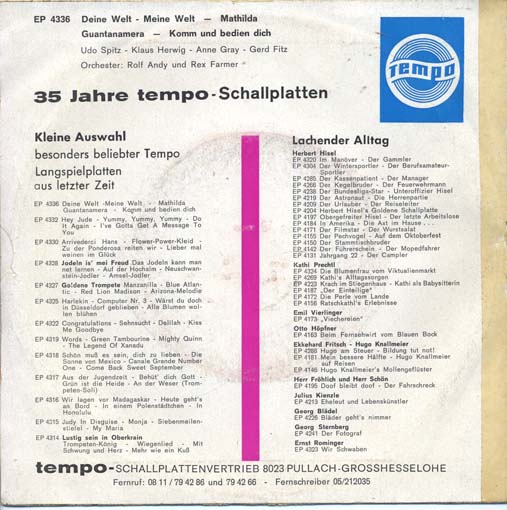 EP 4336 Deine Welt - Meine Welt — Mathilda
Guantanamera — Komm und bedien dich
Udo Spitz - Klaus Herwig - Anne Gray - Gerd Fitz
Orchester: Rolf Andy und Rex Farmer
tempo
35 Jahre tempo-Schallplatten
Kleine Auswahl
besonders beliebter Tempo
Langspielplatten
aus letzter Zeit
EP 4336 Deine Welt -Meine Welt. - Mathilda
Guantanamera - Komm und bedien dich
EP 4332 Hey Jude - Yummy, Yummy, Yummy - Do
It Again - I've Gotta Get A Message To
You
EP 4330 Arrivederci Hans - Flower-Power-Kleid -
Zu der Ponderosa reiten wir - Lieber mal
weinen im Glück
EP 4328 Jodeln is' mei Freud Das Jodeln kann man
net lernen - Auf der Hochalm - Neuschwan-
stein-Jodler - Amsel-Jodler
EP 4327 Goldene Trompete Manzanilla - Blue Atlan-
tic - Red Lion Madison - Arizona-Melodie
EP 4325 Harlekin - Computer Nr. 3 - Wärst du doch
in Düsseldorf geblieben - Alle Blumen wol-
len blühen
EP 4322 Congratulations - Sehnsucht - Delilah - Kiss
Me Goodbye
EP 4319 Words - Green Tambourine - Mighty Quinn
- The Legend Of Xanadu
EP 4318 Schön muß es sein, dich zu lieben - Die
Sonne von Mexico - Canale Grande Number
One - Come Back Sweet September
EP 4317 Aus der Jugendzeit - Behüt' dich Gott -
Grün ist die Heide - An der Weser (Trom-
peten-Soli)
EP 4316 Wir lagen vor Madagaskar - Heute geht's
an Bord - In einem Polenstädtchen - In
Honolulu
EP 4315 Judy In Disguise - Monja - Siebenmeilen-
stiefel - My Maria
EP 4314 Lustig sein in Oberkrain
Trompeten-König - Wiegenlied - Mit
Schwung und Herz - Mehr wie ein Kuß
Lachender Alltag
Herbert Hisel
EP 4320 Im Manöver - Der Gammler
EP 4304 Der Wintersportler - Der Berufsamateur-
Sportler
EP 4285 Der Kassenpatient - Der Manager
EP 4266 Der Kegelbruder - Der Feuerwehrmann
EP 4238 Der Bundesliga-Star - Unteroffizier Hisel
EP 4219 Der Astronaut - Die Herrenpartie
EP 4209 Der Urlauber - Der Reiseleiter
EP 4204 Herbert Hisel's Goldene Schallplatte
EP 4197 Obergefreiter Hisel - Der letzte Arbeitslose
EP 4184 In Amerika - Die Axt im Haus . . .
EP 4171 Der Filmstar - Der Wurstsalat
EP 4155 Der Pechvogel - Auf dem Oktoberfest
EP 4150 Der Stammtischbruder
EP 4142 Der Führerschein. - Der Mopedfahrer
EP 4131 Jahrgang 22 - Der Campler
Kathi Prechtl
EP 4324 Die Blumenfrau vom Viktualienmarkt
EP 4269 Kathi's Alltagssorgen
EP 4223 Krach im Stiegenhaus - Kathi als Babysitterin
EP 4187 „Der Einteilige"
EP 4172 Die Perle vom Lande
EP 4156 Ratschkathl's Erlebnisse
Emil Vierlinger
EP 4173 „Viechereien"
Otto Höpfner
EP 4163 Beim Fernsehwirt vom Blauen Bock
Ekkehard Fritsch - Hugo Knallmeier
EP 4288 Hugo am Steuer - Bildung tut not!
EP 4181 Mein bessere Hälfte - Hugo Knallmeier
auf Reisen
EP 4146 Hugo Knallmeier's Mollengeflüster
Herr Fröhlich und Herr Schön
EP 4195 Doof bleibt doof - Der Fahrschreck
Julius Kienzle
EP 4213 Eheleut und Lebenskünstler
Georg Blädel
EP 4226 Bläder geht's nimmer
Georg Sternberg
EP 4241 Der Fotograf
Ernst Rominger
EP 4323 Wir Schwaben
tempo-SCHALLPLATTENVERTRIEB 8023 PULLACH-GROSSHESSELOHE
Fernruf: 08 11 / 79 42 86 und 79 42 66 - Fernschreiber 05/212035